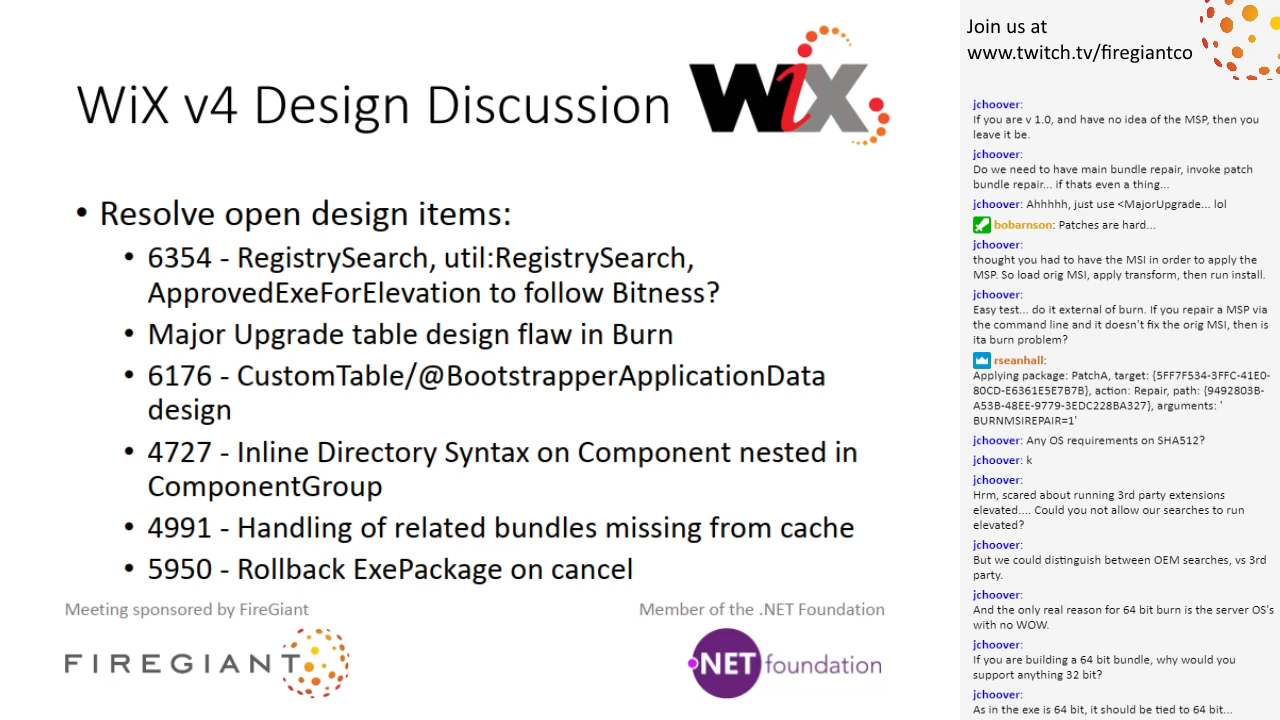 WiX v4 Design Discussion
WiX
• Resolve open design items:
• 6354 - RegistrySearch, util:RegistrySearch,
ApprovedExeForElevation to follow Bitness?
• Major Upgrade table design flaw in Burn
• 6176 - CustomTable/@BootstrapperApplicationData
design
• 4727 - Inline Directory Syntax on Component nested in
ComponentGroup
• 4991 - Handling of related bundles missing from cache
• 5950 - Rollback ExePackage on cancel
Meeting sponsored by FireGiant
FIREGIANT
Member of the .NET Foundation
.NET foundation
Join us at
www.twitch.tv/firegiantco
jchoover:
If you are v 1.0, and have no idea of the MSP, then you
leave it be.
jchoover:
Do we need to have main bundle repair, invoke patch
bundle repair... if thats even a thing...
jchoover: Ahhhhh, just use <MajorUpgrade... lol
bobarnson: Patches are hard...
jchoover:
thought you had to have the MSI in order to apply the
MSP. So load orig MSI, apply transform, then run install.
jchoover:
Easy test... do it external of burn. If you repair a MSP via
the command line and it doesn't fix the orig MSI, then is
ita burn problem?
rseanhall:
Applying package: PatchA, target: {5FF7F534-3FFC-41E0-
80CD-E6361E5E7B7B}, action: Repair, path: {9492803B-
A53B-48EE-9779-3EDC228BA327}, arguments: '
BURNMSIREPAIR=1'
jchoover: Any OS requirements on SHA512?
jchoover: k
jchoover:
Hrm, scared about running 3rd party extensions
elevated.... Could you not allow our searches to run
elevated?
jchoover:
But we could distinguish between OEM searches, vs 3rd
party.
jchoover:
And the only real reason for 64 bit burn is the server OS's
with no WOW.
jchoover:
If you are building a 64 bit bundle, why would you
support anything 32 bit?
jchoover:
As in the exe is 64 bit, it should be tied to 64 bit...